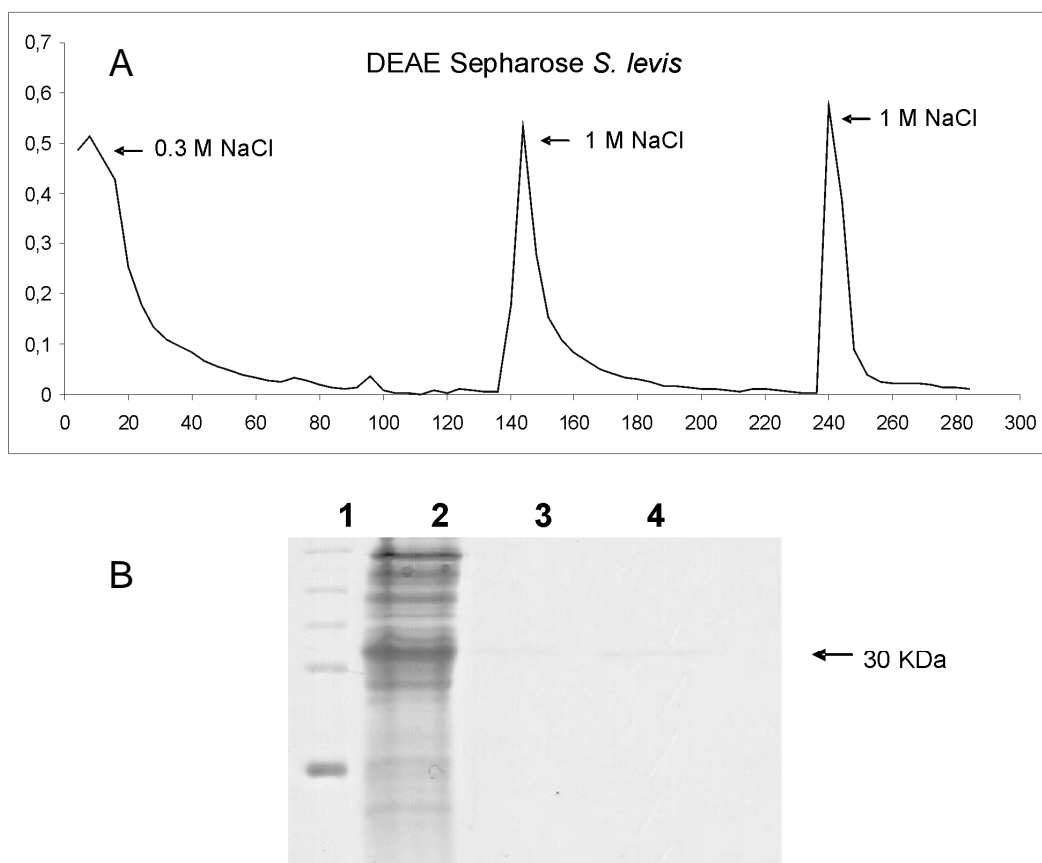 A
DEAE Sepharose S. levis
0,7
0,6
0,5
0,4
0,3
0,2
0,1
0
0.3 M NaCl
1 M NaCl
1 M NaCl
0 20 40 60 80 100 120 140 160 180 200 220 240 260 280 300
1 2 3 4
B
30 KDa